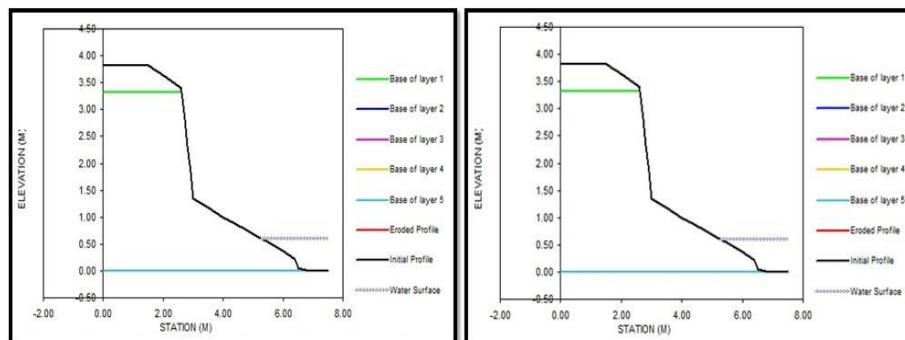 4.50
4.00
3.50
3.00
2.50
2.00
1.50
1.00
0.50
0.00
-0.50
ELEVATION (M;
-2.00 0.00 2.00 4.00 6.00 8.00
STATION (M)
Base of layer 1
Base of layer 2
Base of layer 3
Base of layer 4
Base of layer 5
Eroded Profile
Initial Profile
Water Surface
4.50
4.00
3.50
3.00
2.50
2.00
1.50
1.00
0.50
0.00
-0.50
ELEVATION (M;
-2.00 0.00 2.00 4.00 6.00 8.00
STATION (M)
Base of layer 1
Base of layer 2
Base of layer 3
Base of layer 4
Base of layer 5
Eroded Profile
Initial Profile
Water Surface